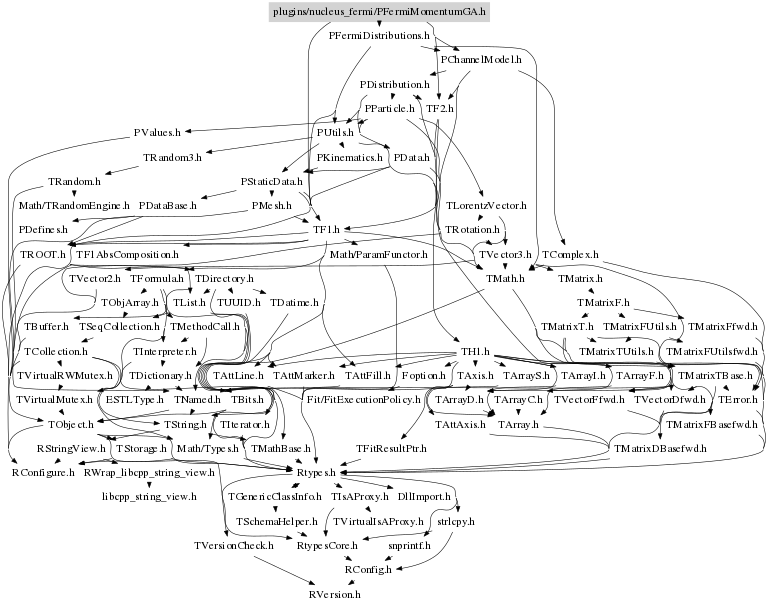 plugins/nucleus_fermi/PFermiMomentumGA.h
PFermiDistributions.h
PChannelModel.h
PDistribution.h
PParticle.h TF2.h
PValues.h PUtils.h
TRandom3.h PKinematics.h PData.h
TRandom.h PStaticData.h
Math/TRandomEngine.h PDataBase.h PMesh.h TLorentzVector.h
PDefines.h TF1.h TRotation.h
TROOT.h TF1AbsComposition.h Math/ParamFunctor.h TVector3.h TComplex.h
TVector2.h TFormula.h TDirectory.h TMath.h TMatrix.h
TObjArray.h TList.h TUUID.h TDatime.h TMatrixF.h
TBuffer.h TSeqCollection.h TMethodCall.h TMatrixT.h TMatrixFUtils.h TMatrixFfwd.h
TCollection.h TInterpreter.h TH1.h TMatrixTUtils.h TMatrixFUtilsfwd.h
TVirtualRWMutex.h TDictionary.h TAttLine.h TAttMarker.h TAttFill.h Foption.h TAxis.h TArrayS.h TArrayI.h TArrayF.h TMatrixTBase.h
TVirtualMutex.h ESTLType.h TNamed.h TBits.h Fit/FitExecutionPolicy.h TArrayD.h TArrayC.h TVectorFfwd.h TVectorDfwd.h TError.h
TObject.h TString.h TIterator.h TAttAxis.h TArray.h TMatrixFBasefwd.h
RStringView.h TStorage.h Math/Types.h TMathBase.h TFitResultPtr.h TMatrixDBasefwd.h
RConfigure.h RWrap_libcpp_string_view.h Rtypes.h
libcpp_string_view.h TGenericClassInfo.h TIsAProxy.h DllImport.h
TSchemaHelper.h TVirtualIsAProxy.h strlcpy.h
TVersionCheck.h RtypesCore.h snprintf.h
RConfig.h
RVersion.h